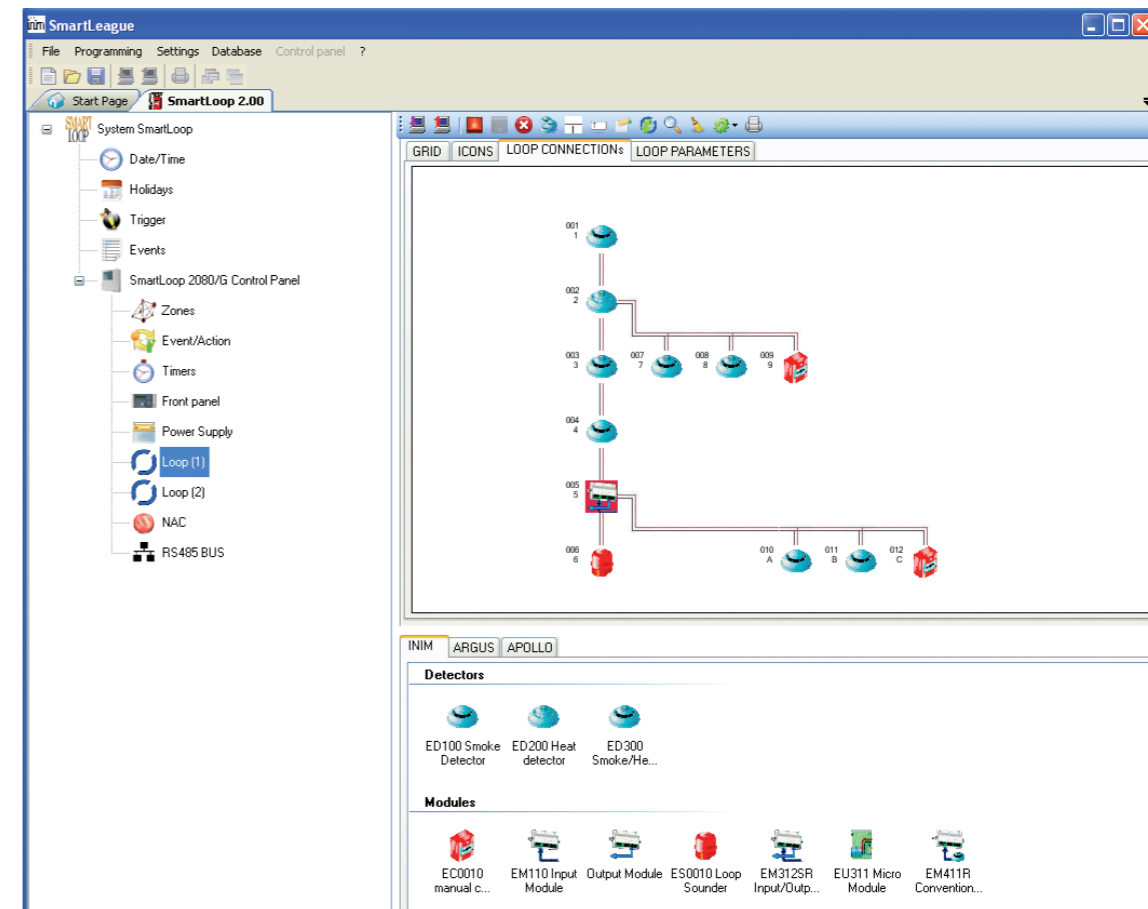 inim SmartLeague
File Programming Settings Database Control panel ?
Start Page SmartLoop 2.00
SMART LOOP System SmartLoop
Date/Time
Holidays
Trigger
Events
SmartLoop 2080/G Control Panel
Zones
Event/Action
Timers
Front panel
Power Supply
Loop (1)
Loop (2)
NAC
RS485 BUS
GRID ICONS LOOP CONNECTIONs LOOP PARAMETERS
001
1
002
2
003 007 008 009
3 7 8 9
004
4
005
5
006 010 011 012
6 A B C
INIM ARGUS APOLLO
Detectors
ED100 Smoke Detector
ED200 Heat detector
ED300 Smoke/He...
Modules
EC0010 manual c...
EM110 Input Module
Output Module
ES0010 Loop Sounder
EM312SR Input/Outp...
EU311 Micro Module
EM411R Convention...